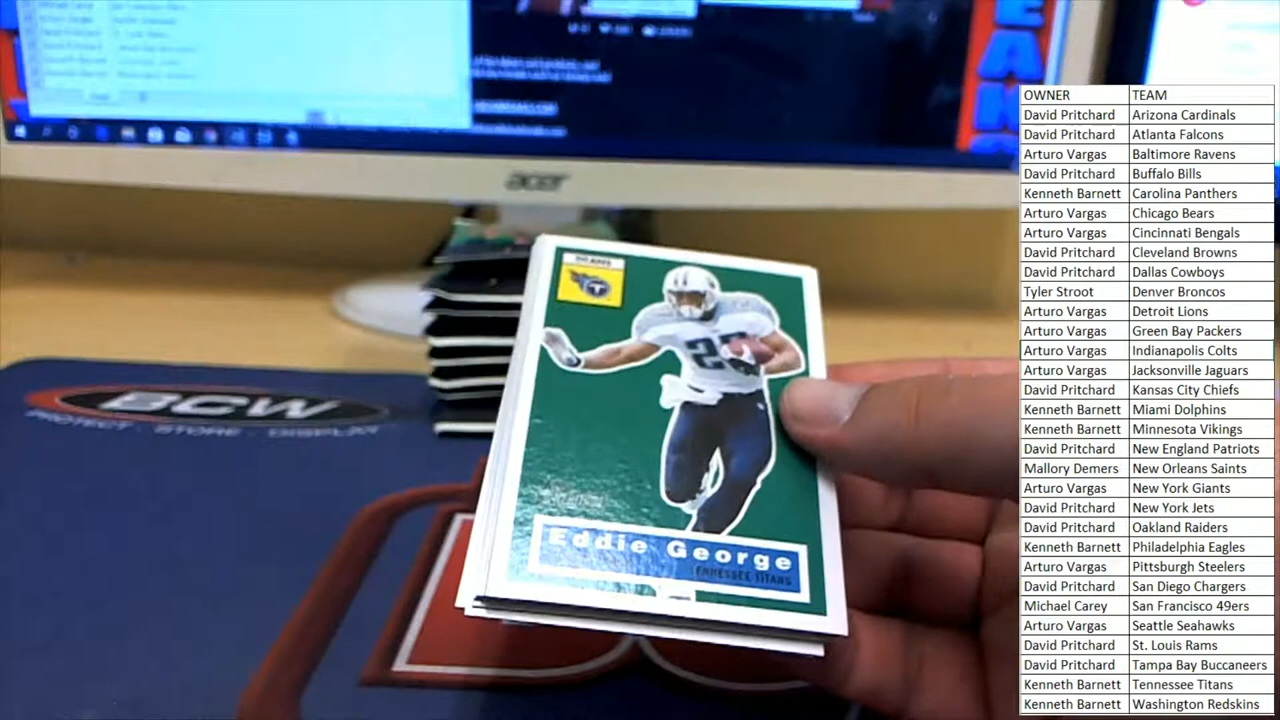 E
A
acer
BCW
PROTECT . STORE . DISPLAY
TITANS
27
Eddie George
TENNESSEE TITANS
OWNER TEAM
David Pritchard Arizona Cardinals
David Pritchard Atlanta Falcons
Arturo Vargas Baltimore Ravens
David Pritchard Buffalo Bills
Kenneth Barnett Carolina Panthers
Arturo Vargas Chicago Bears
Arturo Vargas Cincinnati Bengals
David Pritchard Cleveland Browns
David Pritchard Dallas Cowboys
Tyler Stroot Denver Broncos
Arturo Vargas Detroit Lions
Arturo Vargas Green Bay Packers
Arturo Vargas Indianapolis Colts
Arturo Vargas Jacksonville Jaguars
David Pritchard Kansas City Chiefs
Kenneth Barnett Miami Dolphins
Kenneth Barnett Minnesota Vikings
David Pritchard New England Patriots
Mallory Demers New Orleans Saints
Arturo Vargas New York Giants
David Pritchard New York Jets
David Pritchard Oakland Raiders
Kenneth Barnett Philadelphia Eagles
Arturo Vargas Pittsburgh Steelers
David Pritchard San Diego Chargers
Michael Carey San Francisco 49ers
Arturo Vargas Seattle Seahawks
David Pritchard St. Louis Rams
David Pritchard Tampa Bay Buccaneers
Kenneth Barnett Tennessee Titans
Kenneth Barnett Washington Redskins